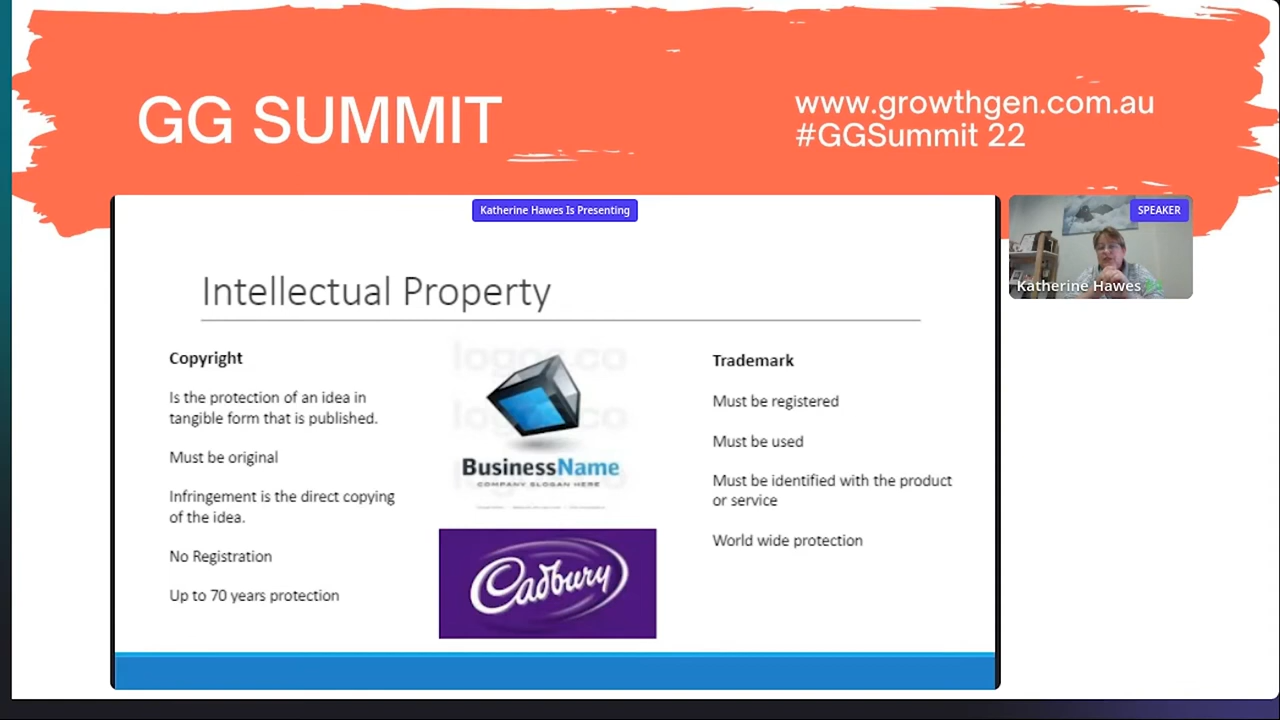 GG SUMMIT
www.growthgen.com.au
#GGSummit 22
Katherine Hawes Is Presenting
SPEAKER
Katherine Hawes
Intellectual Property
Copyright
Is the protection of an idea in
tangible form that is published.
Must be original
Infringement is the direct copying
of the idea.
No Registration
Up to 70 years protection
BusinessName
COMPANY SLOGAN HERE
Cadbury
Trademark
Must be registered
Must be used
Must be identified with the product
or service
World wide protection